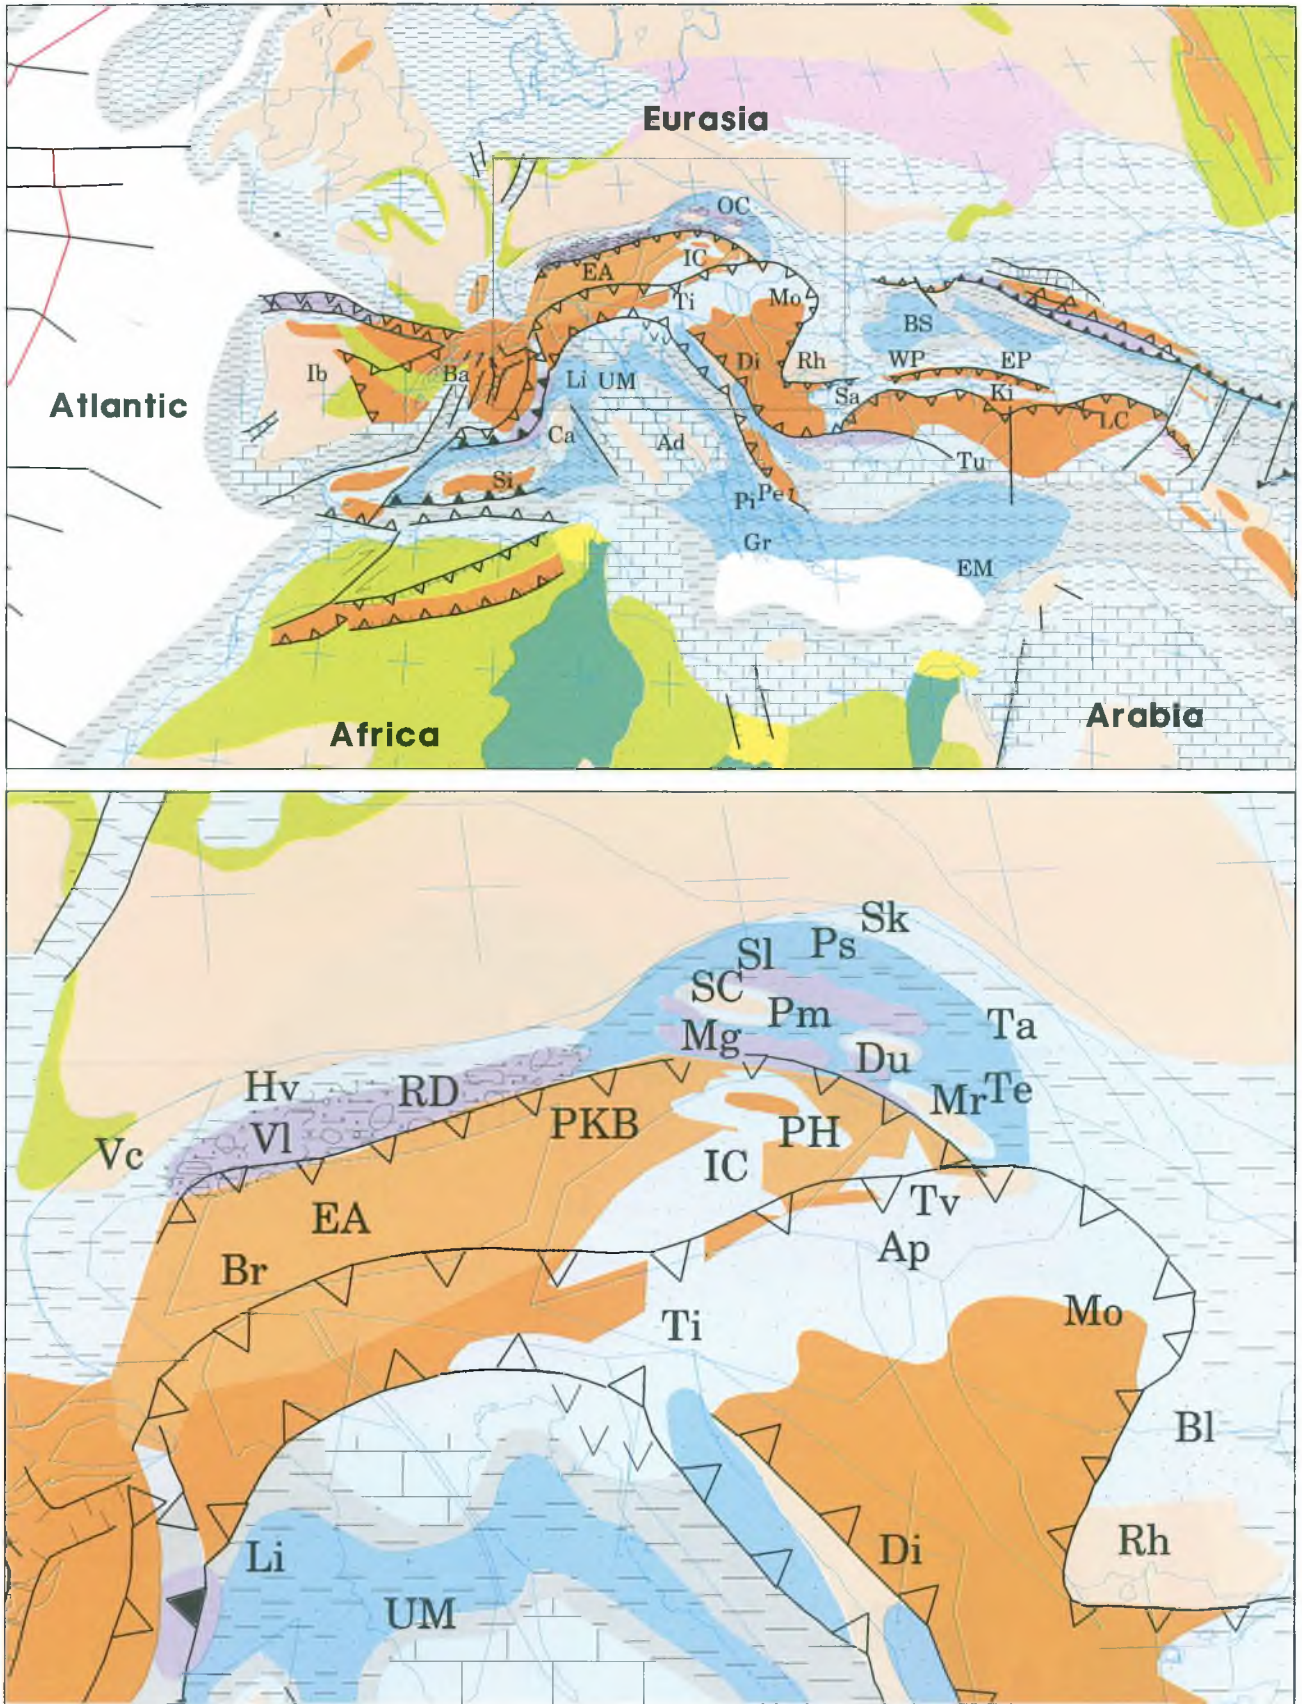 Eurasia
OC
IC
EA
Ti
Mo
BS
Di
Rh
WP
EP
Ib
Ba
Li
UM
Sa
Ki
Atlantic
LC
Ca
Ad
Tu
Si
Pi
Pe
Gr
EM
Africa
Arabia
Sk
Ps
Sl
SC
Pm
Ta
Mg
Du
Hv
RD
Mr
Te
Vl
PKB
PH
Vc
IC
EA
Tv
Br
Ap
Mo
Ti
Bl
Rh
Li
Di
UM